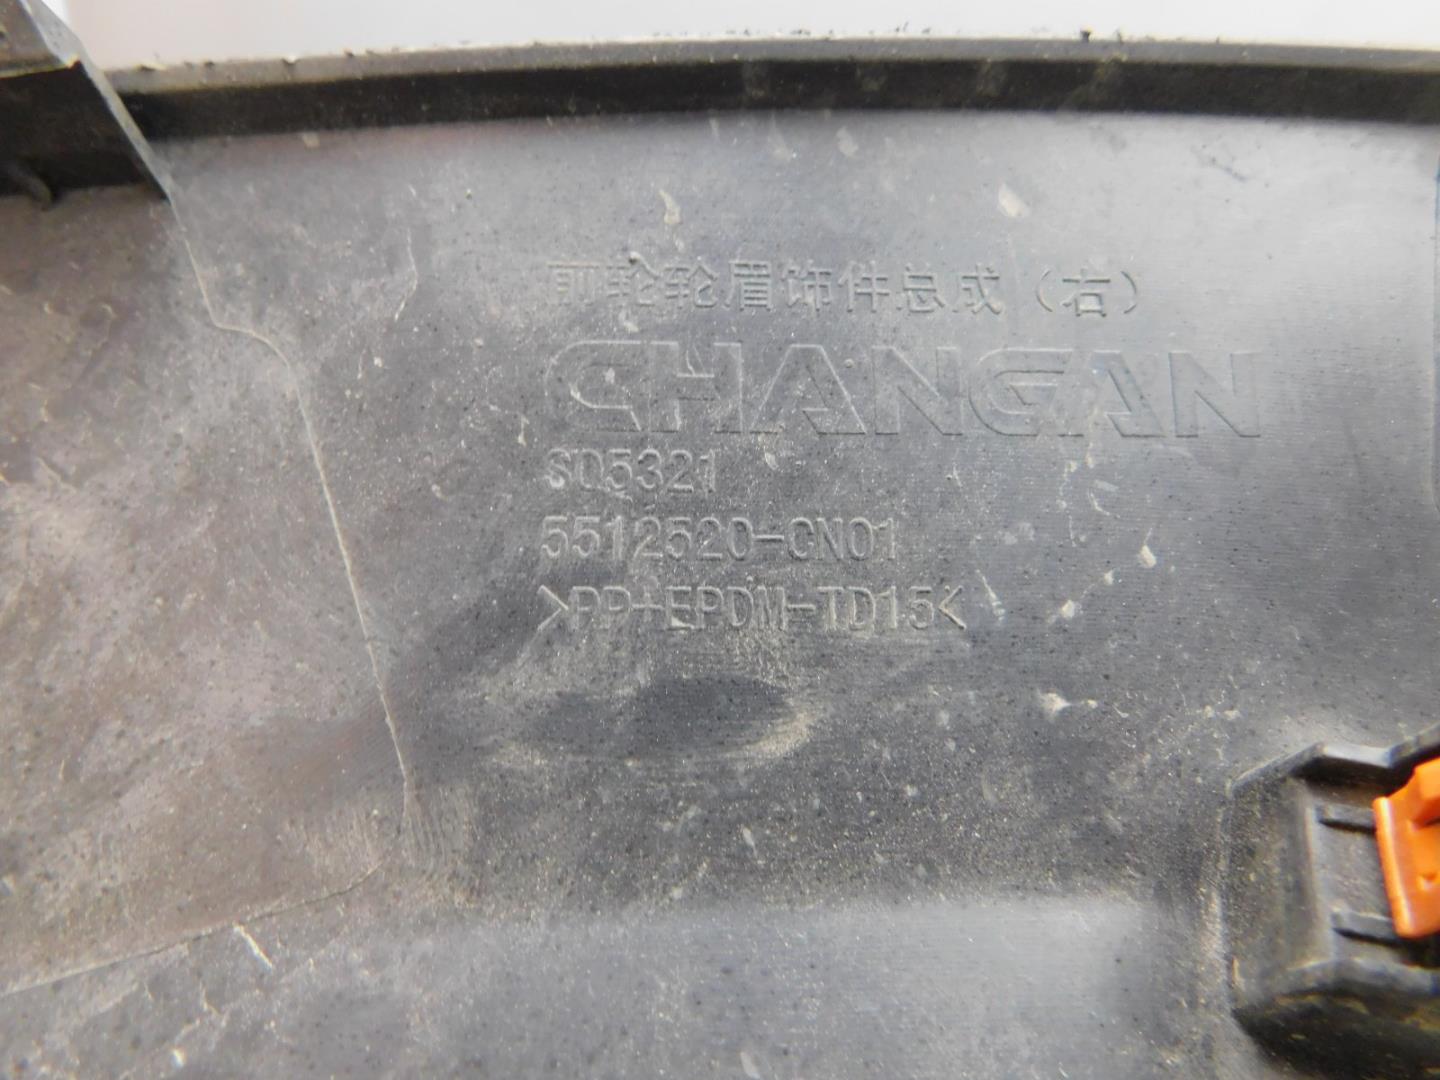 前轮轮眉饰件总成（右）
CHANGAN
S05321
5512520-CN01
>PP+EPDM-TD15<